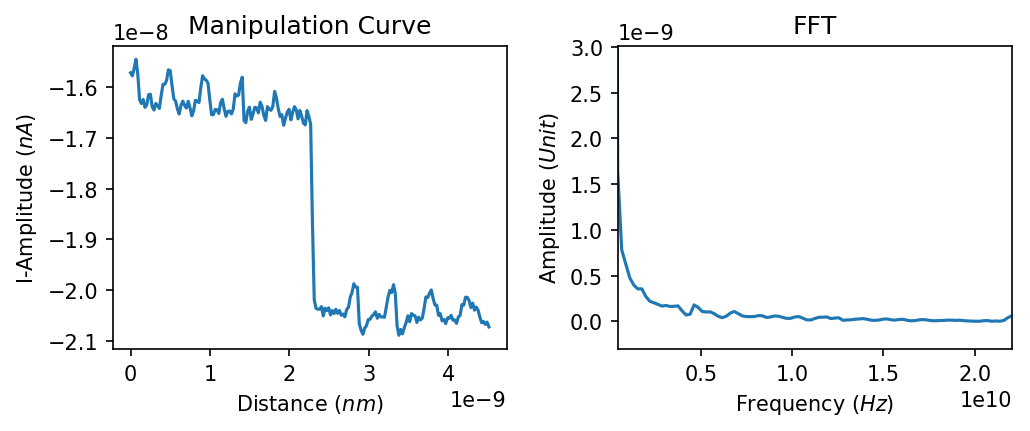 Manipulation Curve
1e−8
−1.6
−1.7
−1.8
−1.9
−2.0
−2.1
I-Amplitude (nA)
0 1 2 3 4
1e−9
Distance (nm)
FFT
1e−9
3.0
2.5
2.0
1.5
1.0
0.5
0.0
Amplitude (Unit)
0.5 1.0 1.5 2.0
1e10
Frequency (Hz)